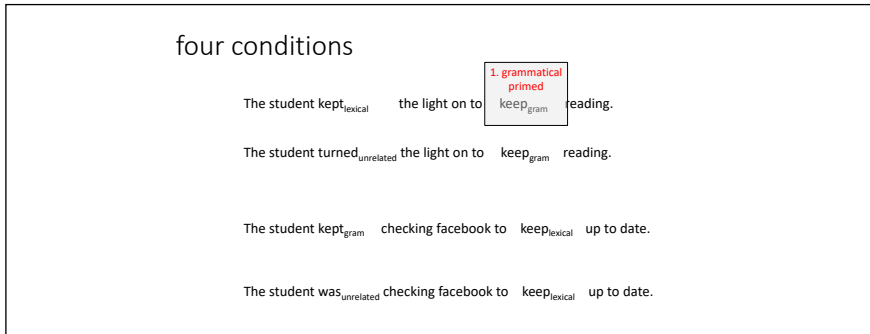 four conditions
1. grammatical
primed
The student kept lexical the light on to keep gram reading.
The student turned unrelated the light on to keep gram reading.
The student kept gram checking facebook to keep lexical up to date.
The student was unrelated checking facebook to keep lexical up to date.